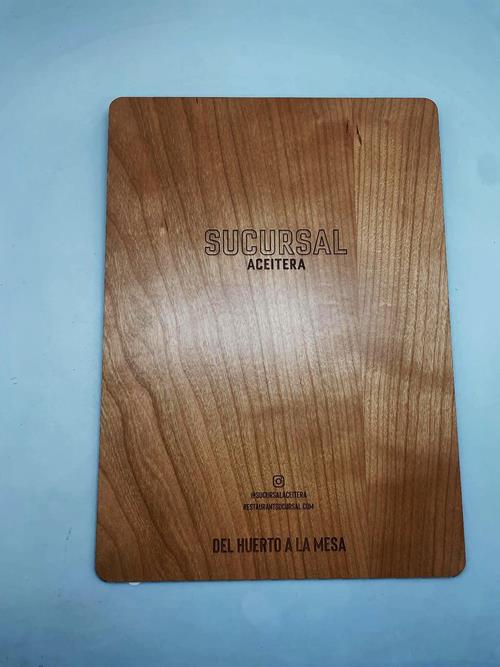 SUCURSAL
ACEITERA
@SUCURSALACEITERA
RESTAURANTSUCURSAL.COM
DEL HUERTO A LA MESA